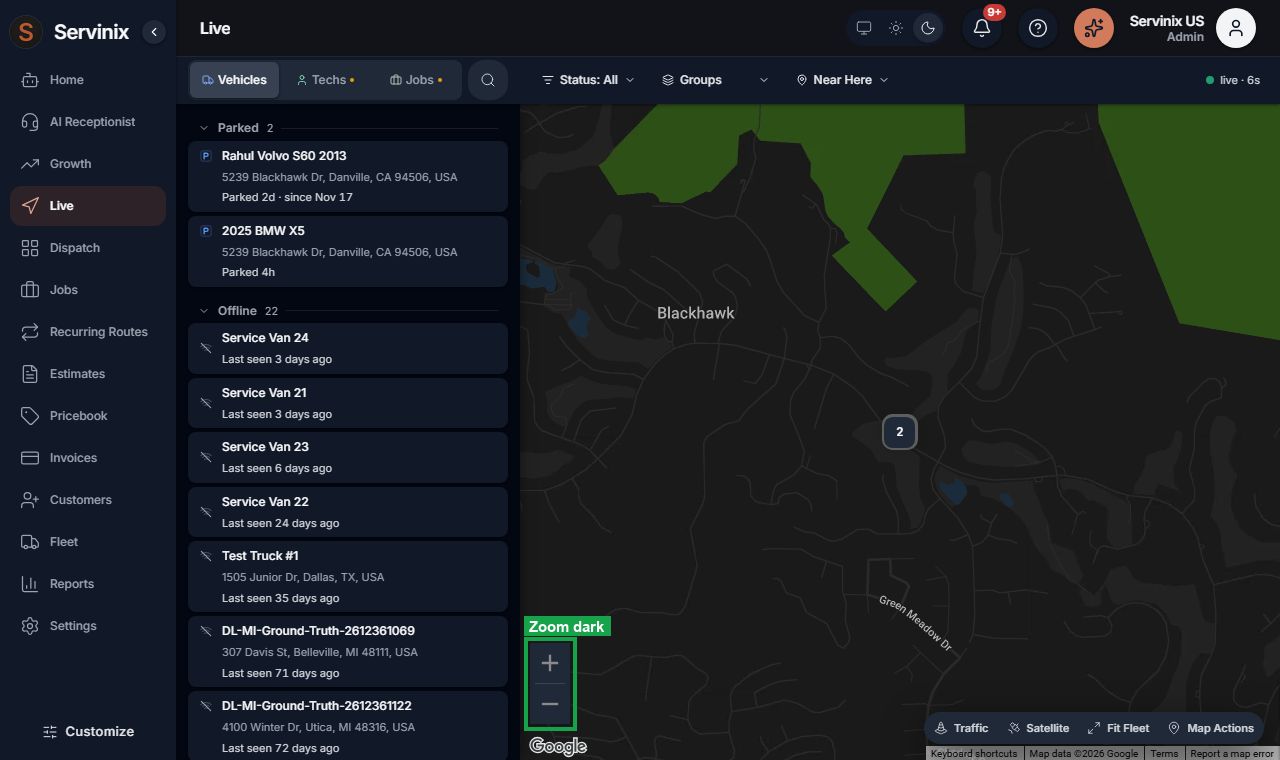 S
Servinix
Live
9+
Servinix US
Admin
Home
AI Receptionist
Growth
Live
Dispatch
Jobs
Recurring Routes
Estimates
Pricebook
Invoices
Customers
Fleet
Reports
Settings
Customize
Vehicles
Techs
Jobs
Status: All
Groups
Near Here
live · 6s
Parked 2
P
Rahul Volvo S60 2013
5239 Blackhawk Dr, Danville, CA 94506, USA
Parked 2d · since Nov 17
P
2025 BMW X5
5239 Blackhawk Dr, Danville, CA 94506, USA
Parked 4h
Offline 22
Service Van 24
Last seen 3 days ago
Service Van 21
Last seen 3 days ago
Service Van 23
Last seen 6 days ago
Service Van 22
Last seen 24 days ago
Test Truck #1
1505 Junior Dr, Dallas, TX, USA
Last seen 35 days ago
DL-MI-Ground-Truth-2612361069
307 Davis St, Belleville, MI 48111, USA
Last seen 71 days ago
DL-MI-Ground-Truth-2612361122
4100 Winter Dr, Utica, MI 48316, USA
Last seen 72 days ago
Blackhawk
2
Green Meadow Dr
Zoom dark
+
−
Google
Traffic
Satellite
Fit Fleet
Map Actions
Keyboard shortcuts
Map data ©2026 Google
Terms
Report a map error